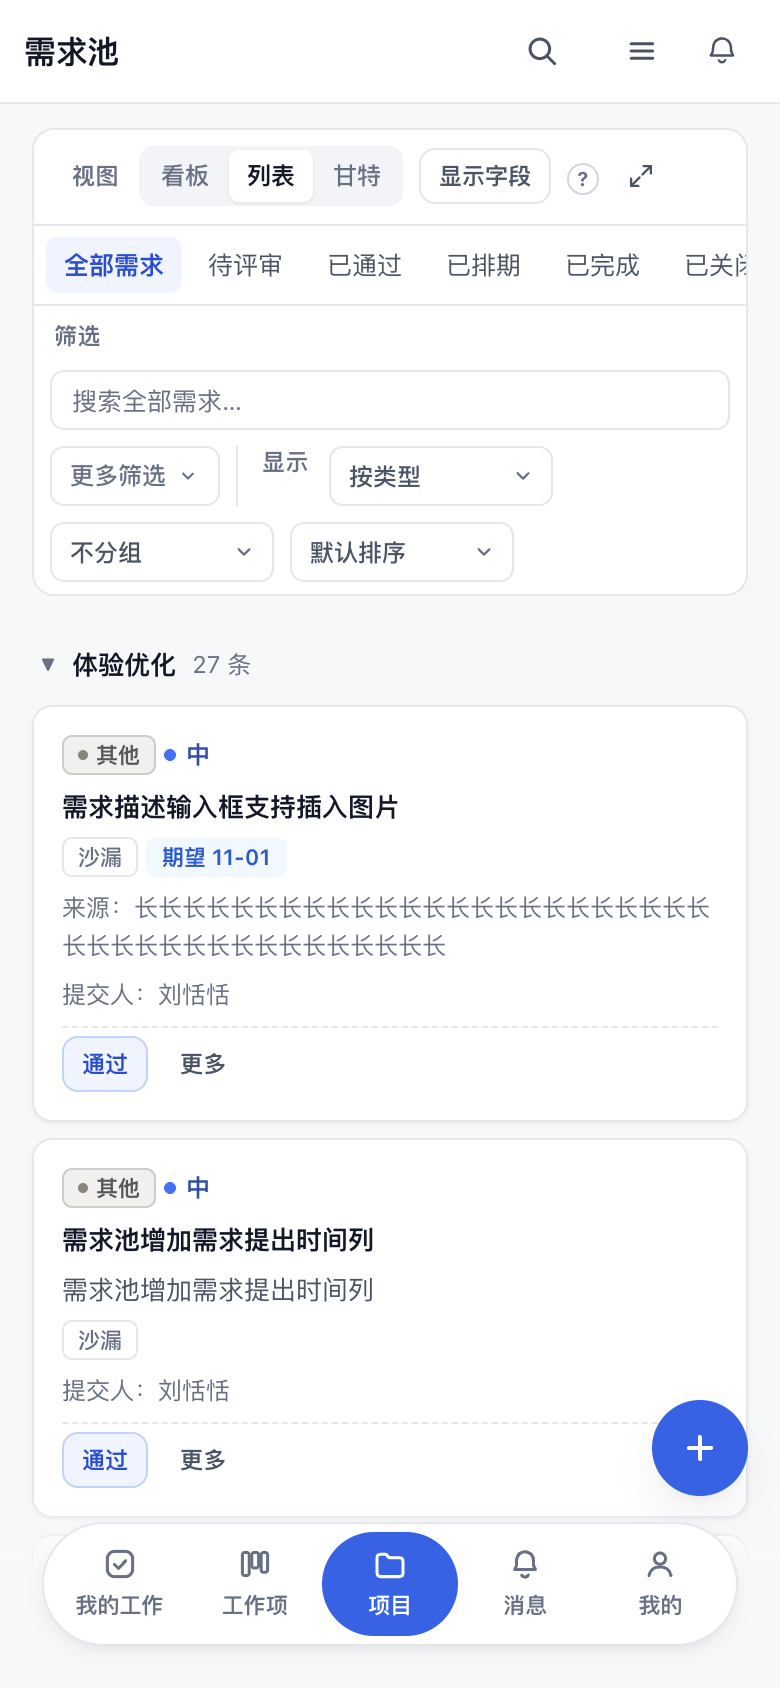 需求池
视图 看板 列表 甘特 显示字段 ?
全部需求 待评审 已通过 已排期 已完成 已关闭
筛选
搜索全部需求...
更多筛选 显示 按类型
不分组 默认排序
▼ 体验优化 27 条
其他 中
需求描述输入框支持插入图片
沙漏 期望 11-01
来源：长长长长长长长长长长长长长长长长长长长长长长长长
长长长长长长长长长长长长长长长长
提交人：刘恬恬
通过 更多
其他 中
需求池增加需求提出时间列
需求池增加需求提出时间列
沙漏
提交人：刘恬恬
通过 更多
我的工作 工作项 项目 消息 我的